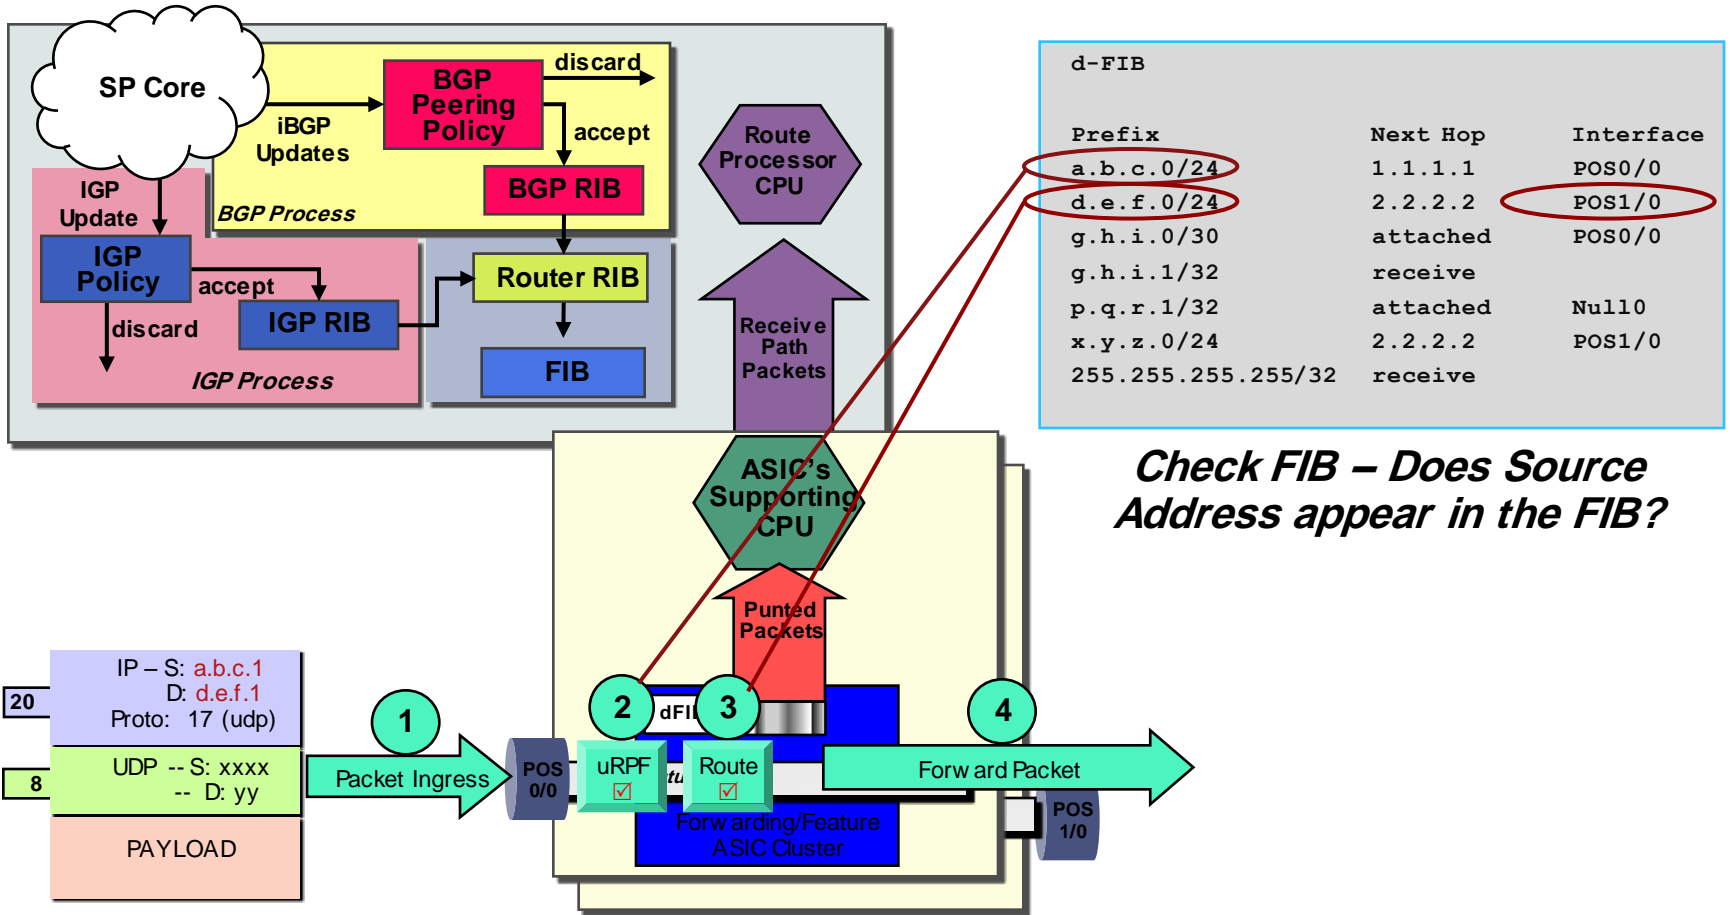 SP Core
iBGP
Updates
BGP
Peering
Policy
discard
accept
BGP RIB
BGP Process
IGP
Update
IGP
Policy
accept
discard
IGP RIB
IGP Process
Router RIB
FIB
Route
Processor
CPU
Receive
Path
Packets
ASIC's
Supporting
CPU
Punted
Packets
d-FIB
Prefix Next Hop Interface
a.b.c.0/24 1.1.1.1 POS0/0
d.e.f.0/24 2.2.2.2 POS1/0
g.h.i.0/30 attached POS0/0
g.h.i.1/32 receive
p.q.r.1/32 attached Null0
x.y.z.0/24 2.2.2.2 POS1/0
255.255.255.255/32 receive
Check FIB – Does Source
Address appear in the FIB?
20
IP – S: a.b.c.1
D: d.e.f.1
Proto: 17 (udp)
8
UDP -- S: xxxx
-- D: yy
PAYLOAD
1
Packet Ingress
POS
0/0
2
dFI
3
uRPF
Route
4
Forward Packet
Forwarding/Feature
ASIC Cluster
POS
1/0